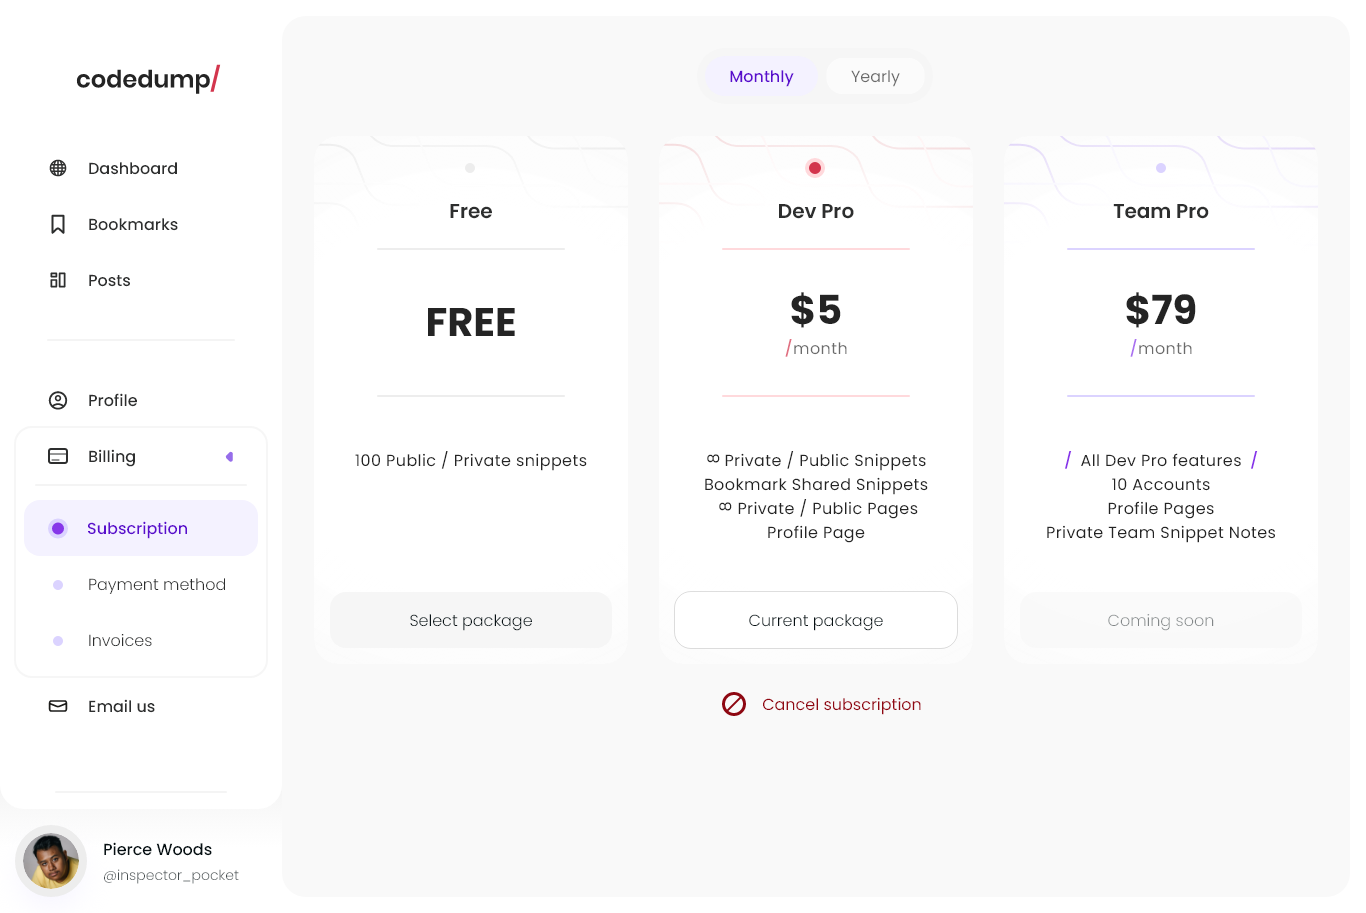 codedump/
Dashboard
Bookmarks
Posts
Profile
Billing
Subscription
Payment method
Invoices
Email us
Pierce Woods
@inspector_pocket
Monthly
Yearly
Free
FREE
100 Public / Private snippets
Select package
Dev Pro
$5
/month
∞ Private / Public Snippets
Bookmark Shared Snippets
∞ Private / Public Pages
Profile Page
Current package
Team Pro
$79
/month
/ All Dev Pro features /
10 Accounts
Profile Pages
Private Team Snippet Notes
Coming soon
Cancel subscription